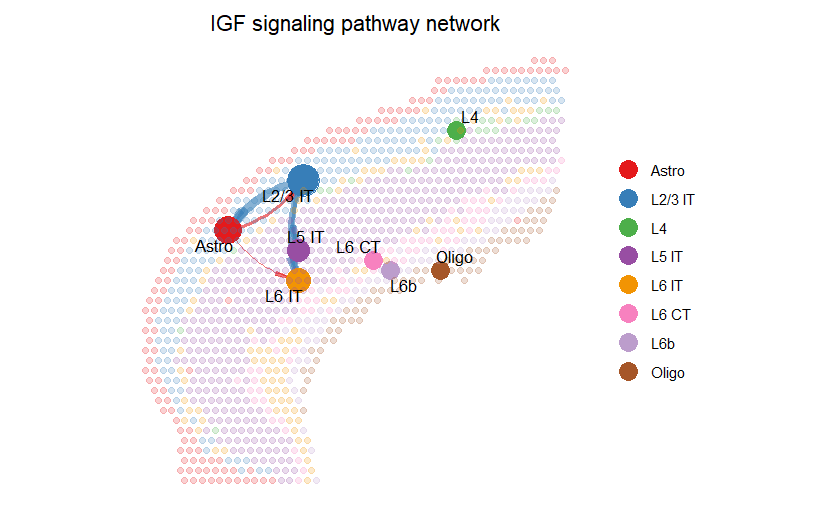 IGF signaling pathway network
L4
L2/3 IT
Astro
L5 IT
L6 CT
Oligo
L6 IT
L6b
Astro
L2/3 IT
L4
L5 IT
L6 IT
L6 CT
L6b
Oligo